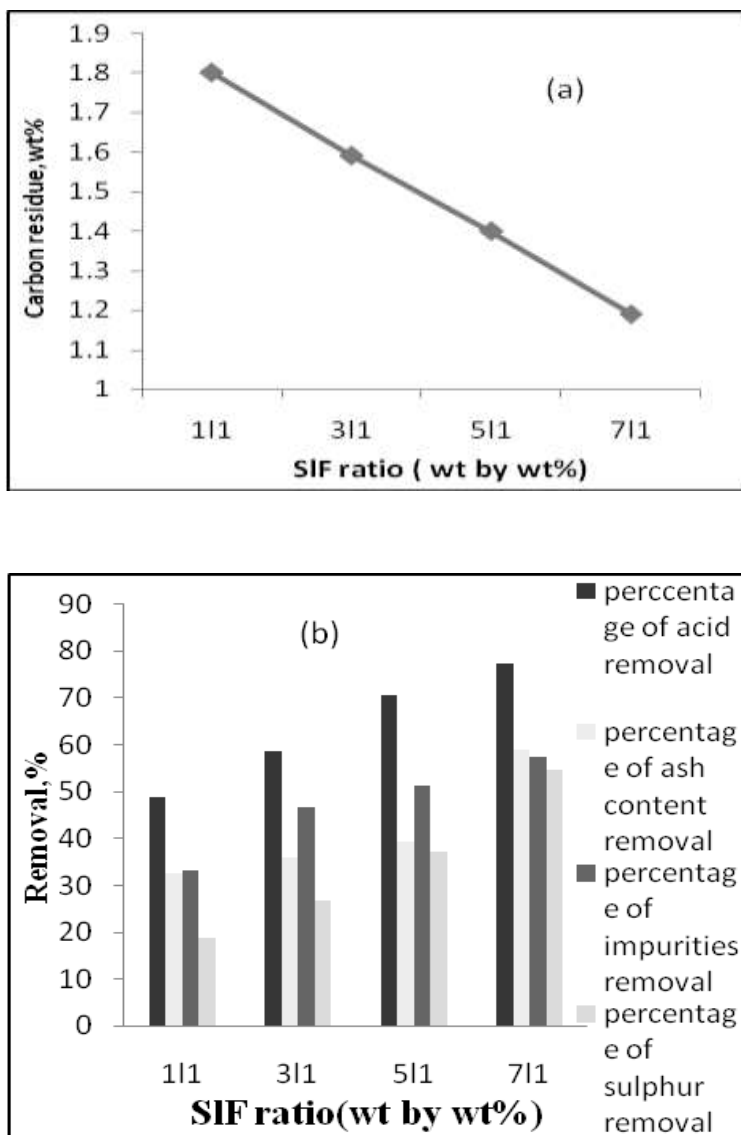 1.9
1.8
1.7
1.6
1.5
1.4
1.3
1.2
1.1
1
Carbon residue,wt%
(a)
1l1 3l1 5l1 7l1
SlF ratio ( wt by wt%)
90
80
70
60
50
40
30
20
10
0
Removal,%
(b)
1l1 3l1 5l1 7l1
SlF ratio(wt by wt%)
perccenta
ge of acid
removal
percentag
e of ash
content
removal
percentag
e of
impurities
removal
percentag
e of
sulphur
removal